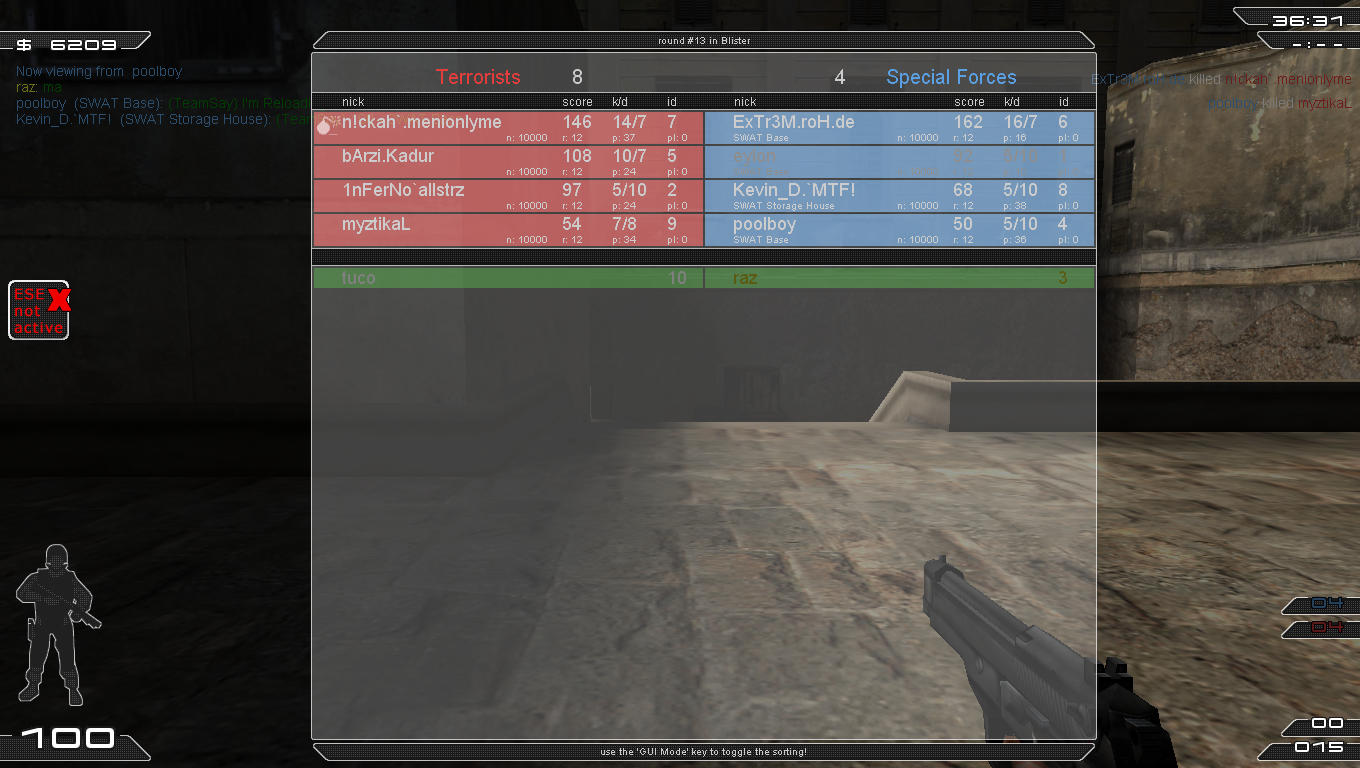 36:31
$ 6209
round #13 in Blister
- : - -
Now viewing from poolboy
raz: ma
poolboy (SWAT Base): (TeamSay) I'm Reload
Kevin_D.`MTF! (SWAT Storage House): (Tear
killed n!ckah`.menionlyme
poolboy killed myztikaL
Terrorists 8
4 Special Forces
nick score k/d id
nick score k/d id
n!ckah`.menionlyme 146 14/7 7
n: 10000 r: 12 p: 37 pl: 0
bArzi.Kadur 108 10/7 5
n: 10000 r: 12 p: 24 pl: 0
1nFerNo`allstrz 97 5/10 2
n: 10000 r: 12 p: 24 pl: 0
myztikaL 54 7/8 9
n: 10000 r: 12 p: 34 pl: 0
ExTr3M.roH.de 162 16/7 6
SWAT Base r: 12 p: 16 pl: 0
Kevin_D.`MTF! 68 5/10 8
SWAT Storage House n: 10000 r: 12 p: 38 pl: 0
poolboy 50 5/10 4
SWAT Base n: 10000 r: 12 p: 36 pl: 0
tuco 10
raz 3
ESE
not
active
X
04
04
100
00
015
use the 'GUI Mode' key to toggle the sorting!